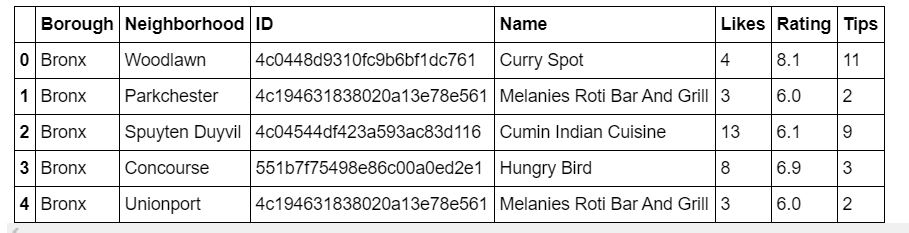 Borough Neighborhood ID Name Likes Rating Tips
0 Bronx Woodlawn 4c0448d9310fc9b6bf1dc761 Curry Spot 4 8.1 11
1 Bronx Parkchester 4c194631838020a13e78e561 Melanies Roti Bar And Grill 3 6.0 2
2 Bronx Spuyten Duyvil 4c04544df423a593ac83d116 Cumin Indian Cuisine 13 6.1 9
3 Bronx Concourse 551b7f75498e86c00a0ed2e1 Hungry Bird 8 6.9 3
4 Bronx Unionport 4c194631838020a13e78e561 Melanies Roti Bar And Grill 3 6.0 2